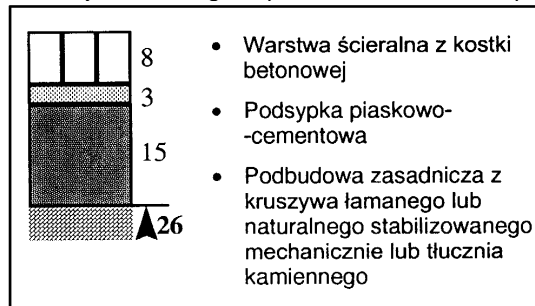 8
3
15
26
• Warstwa ścieralna z kostki
betonowej
• Podsypka piaskowo-
-cementowa
• Podbudowa zasadnicza z
kruszywa łamanego lub
naturalnego stabilizowanego
mechanicznie lub tłucznia
kamiennego